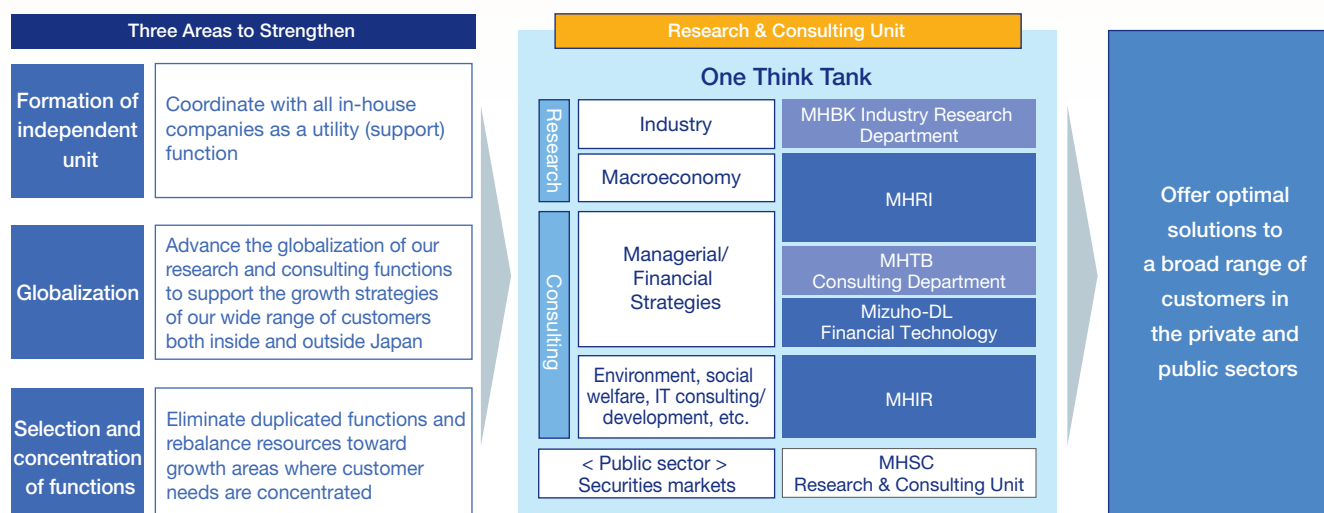 Three Areas to Strengthen
Formation of
independent
unit
Coordinate with all in-house
companies as a utility (support)
function
Globalization
Advance the globalization of our
research and consulting functions
to support the growth strategies
of our wide range of customers
both inside and outside Japan
Selection and
concentration
of functions
Eliminate duplicated functions and
rebalance resources toward
growth areas where customer
needs are concentrated
Research & Consulting Unit
One Think Tank
Research
Industry
MHBK Industry Research
Department
Macroeconomy
MHRI
Consulting
Managerial/
Financial
Strategies
MHTB
Consulting Department
Mizuho-DL
Financial Technology
Environment, social
welfare, IT consulting/
development, etc.
MHIR
< Public sector >
Securities markets
MHSC
Research & Consulting Unit
Offer optimal
solutions to
a broad range of
customers in
the private and
public sectors